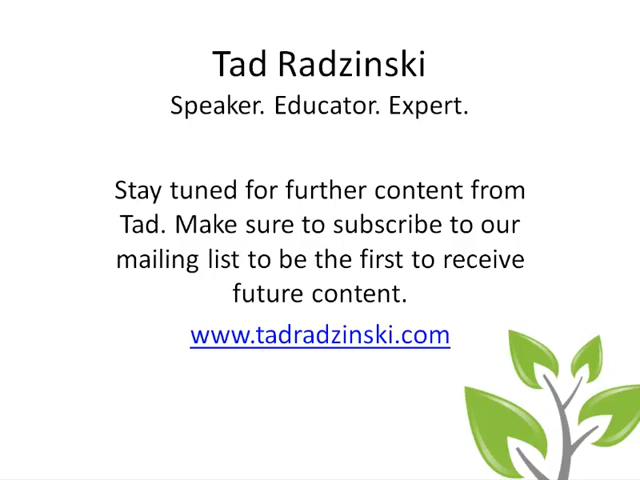 Tad Radzinski
Speaker. Educator. Expert.
Stay tuned for further content from
Tad. Make sure to subscribe to our
mailing list to be the first to receive
future content.
www.tadradzinski.com